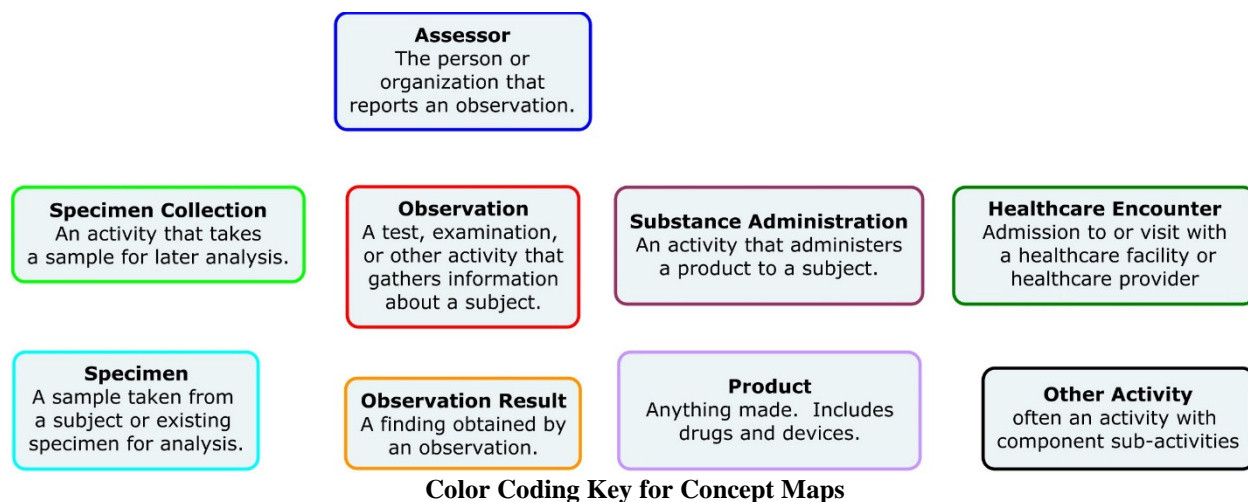 Assessor
The person or
organization that
reports an observation.
Specimen Collection
An activity that takes
a sample for later analysis.
Observation
A test, examination,
or other activity that
gathers information
about a subject.
Substance Administration
An activity that administers
a product to a subject.
Healthcare Encounter
Admission to or visit with
a healthcare facility or
healthcare provider
Specimen
A sample taken from
a subject or existing
specimen for analysis.
Observation Result
A finding obtained by
an observation.
Product
Anything made.  Includes
drugs and devices.
Other Activity
often an activity with
component sub-activities
Color Coding Key for Concept Maps